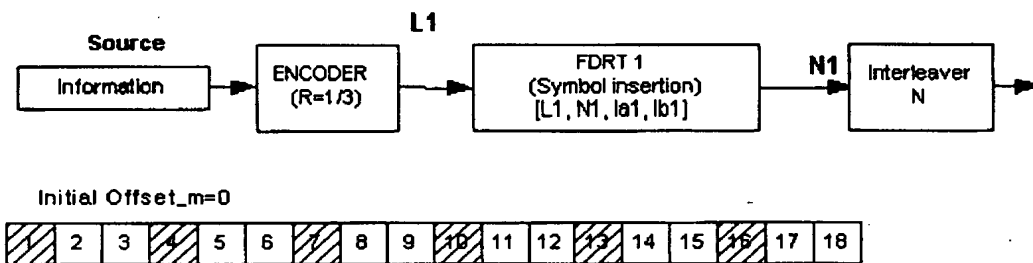 L1
Source
Information
ENCODER
(R=1/3)
FDRT 1
(Symbol insertion)
[L1, N1, Ia1, Ib1]
N1
Interleaver
N
Initial Offset_m=0
1 2 3 4 5 6 7 8 9 10 11 12 13 14 15 16 17 18